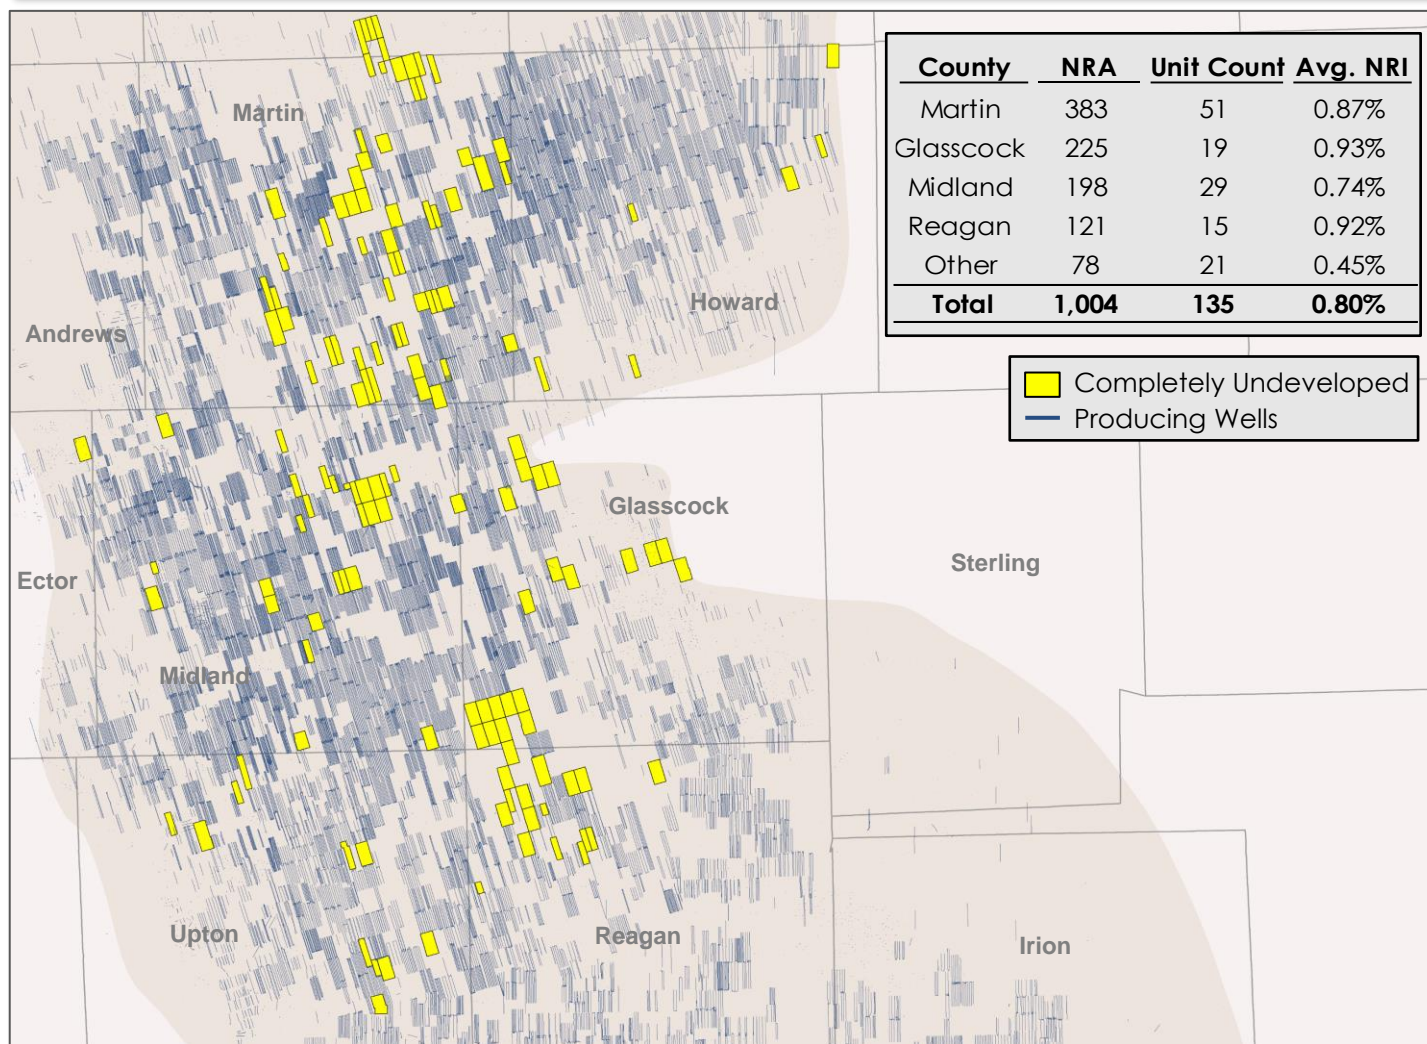 County NRA Unit Count Avg. NRI
Martin 383 51 0.87%
Glasscock 225 19 0.93%
Midland 198 29 0.74%
Reagan 121 15 0.92%
Other 78 21 0.45%
Total 1,004 135 0.80%
Completely Undeveloped
Producing Wells
Martin
Howard
Andrews
Glasscock
Sterling
Ector
Midland
Upton
Reagan
Irion